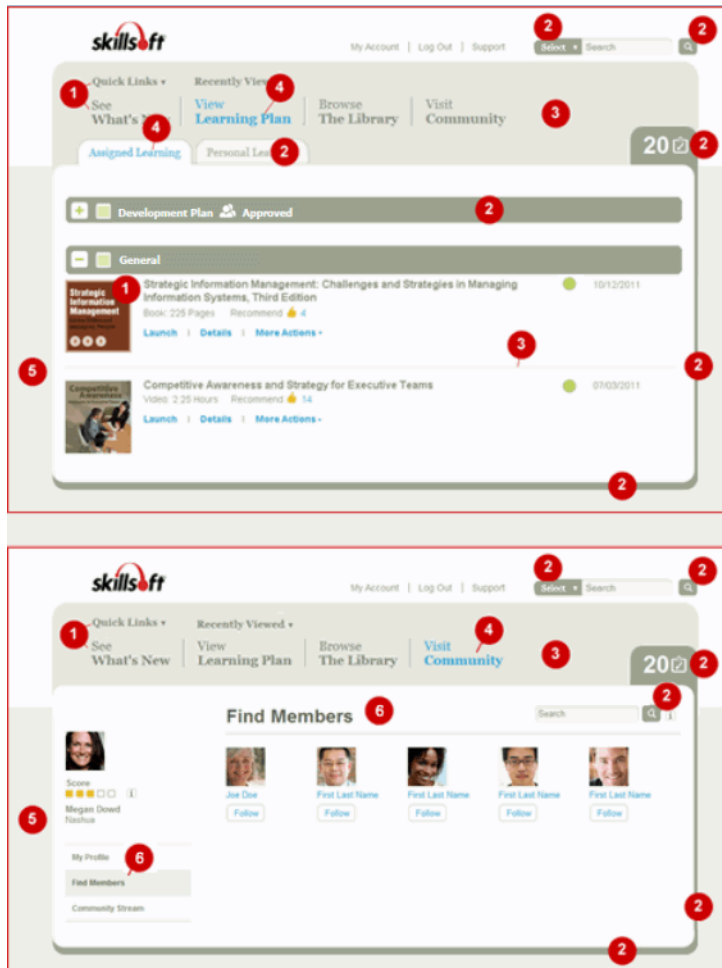 skillsoft
My Account | Log Out | Support
2
Select
Search
2
Quick Links
Recently View
1
4
See
What's N
View
Learning Plan
Browse
The Library
Visit
Community
3
4
Assigned Learning
Personal Lea
2
20
2
Development Plan
Approved
2
General
1
Strategic
Information
Management
Strategic Information Management: Challenges and Strategies in Managing
Information Systems, Third Edition
10/12/2011
Book: 225 Pages Recommend 4
Launch | Details | More Actions
3
5
2
Competitive
Awareness
Competitive Awareness and Strategy for Executive Teams
07/03/2011
Video: 2.25 Hours Recommend 14
Launch | Details | More Actions
2
skillsoft
My Account | Log Out | Support
2
Select
Search
2
Quick Links
Recently Viewed
1
See
What's New
View
Learning Plan
Browse
The Library
Visit
Community
4
3
20
2
Find Members
6
Search
2
i
Score
i
Megan Dowd
Nashua
5
Joe Doe
First Last Name
First Last Name
First Last Name
First Last Name
Follow
Follow
Follow
Follow
Follow
My Profile
6
Find Members
Community Stream
2
2